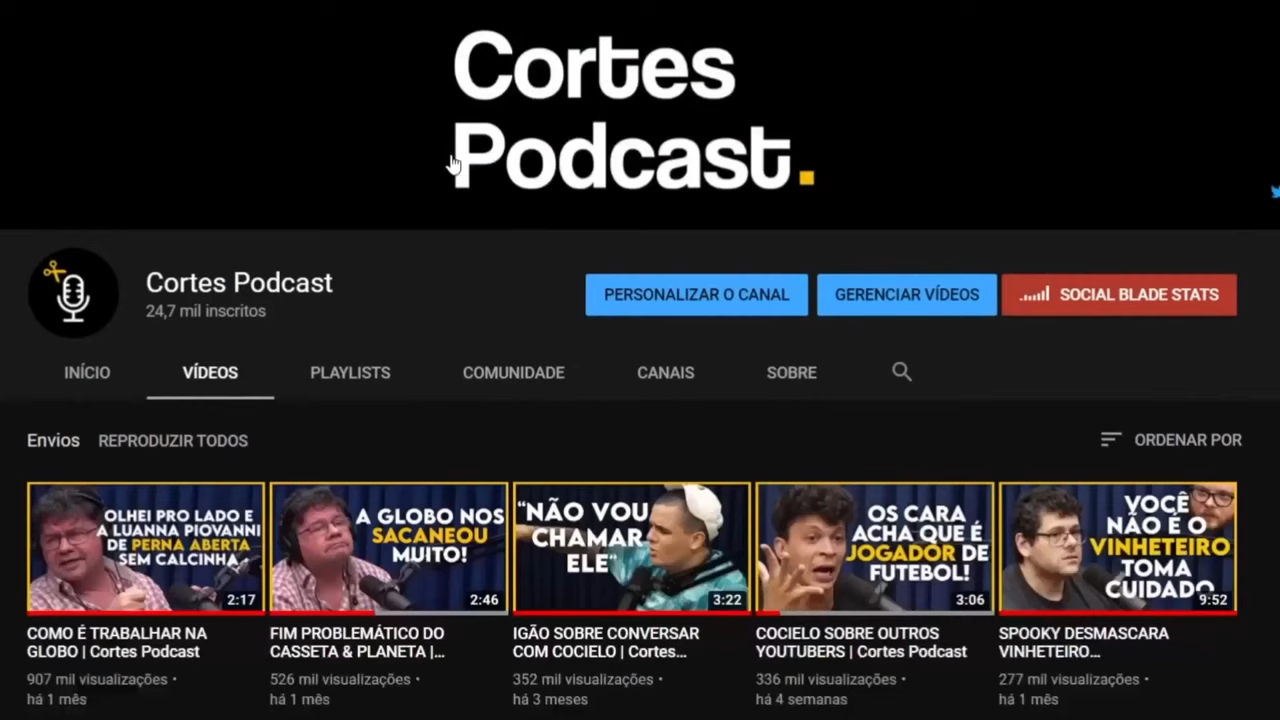 Cortes
Podcast.
Cortes Podcast
24,7 mil inscritos
PERSONALIZAR O CANAL
GERENCIAR VÍDEOS
SOCIAL BLADE STATS
INÍCIO
VÍDEOS
PLAYLISTS
COMUNIDADE
CANAIS
SOBRE
Envios
REPRODUZIR TODOS
ORDENAR POR
OLHEI PRO LADO E
A LUANNA PIOVANNI
DE PERNA ABERTA
SEM CALCINHA
2:17
COMO É TRABALHAR NA
GLOBO | Cortes Podcast
907 mil visualizações •
há 1 mês
A GLOBO NOS
SACANEOU
MUITO!
2:46
FIM PROBLEMÁTICO DO
CASSETA & PLANETA |...
526 mil visualizações •
há 1 mês
"NÃO VOU
CHAMAR
ELE"
3:22
IGÃO SOBRE CONVERSAR
COM COCIELO | Cortes...
352 mil visualizações •
há 3 meses
OS CARA
ACHA QUE É
JOGADOR DE
FUTEBOL!
3:06
COCIELO SOBRE OUTROS
YOUTUBERS | Cortes Podcast
336 mil visualizações •
há 4 semanas
VOCÊ
NÃO É O
VINHETEIRO
TOMA
CUIDADO
9:52
SPOOKY DESMASCARA
VINHETEIRO...
277 mil visualizações •
há 1 mês